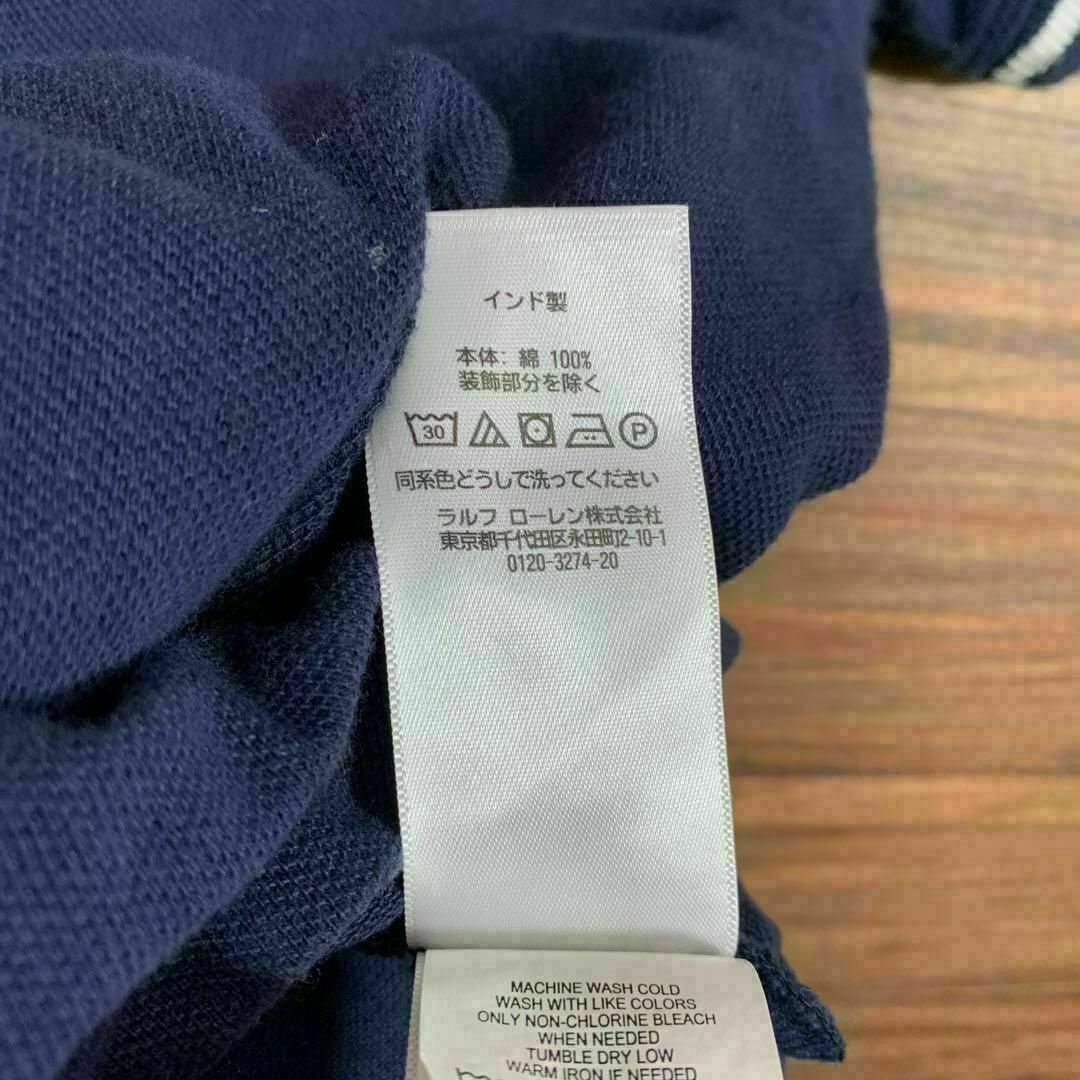 インド製
本体: 綿 100%
装飾部分を除く
30 P
同系色どうしで洗ってください
ラルフ ローレン株式会社
東京都千代田区永田町2-10-1
0120-3274-20
MACHINE WASH COLD
WASH WITH LIKE COLORS
ONLY NON-CHLORINE BLEACH
WHEN NEEDED
TUMBLE DRY LOW
WARM IRON IF NEEDED